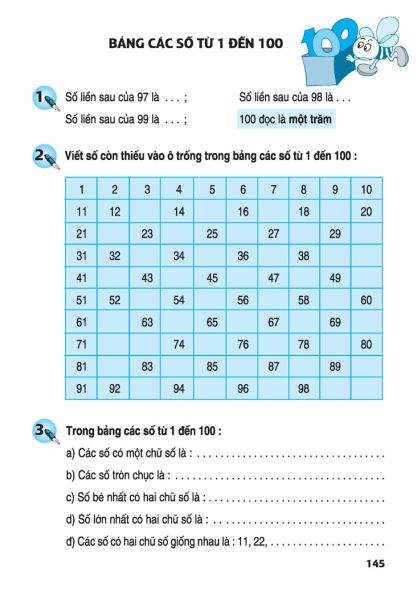 100
BẢNG CÁC SỐ TỪ 1 ĐẾN 100
1 Số liền sau của 97 là . . . ; Số liền sau của 98 là . . .
Số liền sau của 99 là . . . ; 100 đọc là một trăm
2 Viết số còn thiếu vào ô trống trong bảng các số từ 1 đến 100 :
1 2 3 4 5 6 7 8 9 10
11 12 14 16 18 20
21 23 25 27 29
31 32 34 36 38
41 43 45 47 49
51 52 54 56 58 60
61 63 65 67 69
71 74 76 78 80
81 83 85 87 89
91 92 94 96 98
3 Trong bảng các số từ 1 đến 100 :
a) Các số có một chữ số là : . . . . . . . . . . . . . . . . . . . . . . . . . . . . . .
b) Các số tròn chục là : . . . . . . . . . . . . . . . . . . . . . . . . . . . . . . . . .
c) Số bé nhất có hai chữ số là : . . . . . . . . . . . . . . . . . . . . . . . . . . .
d) Số lớn nhất có hai chữ số là : . . . . . . . . . . . . . . . . . . . . . . . . . .
đ) Các số có hai chữ số giống nhau là : 11, 22, . . . . . . . . . . . . . . . . . .
145